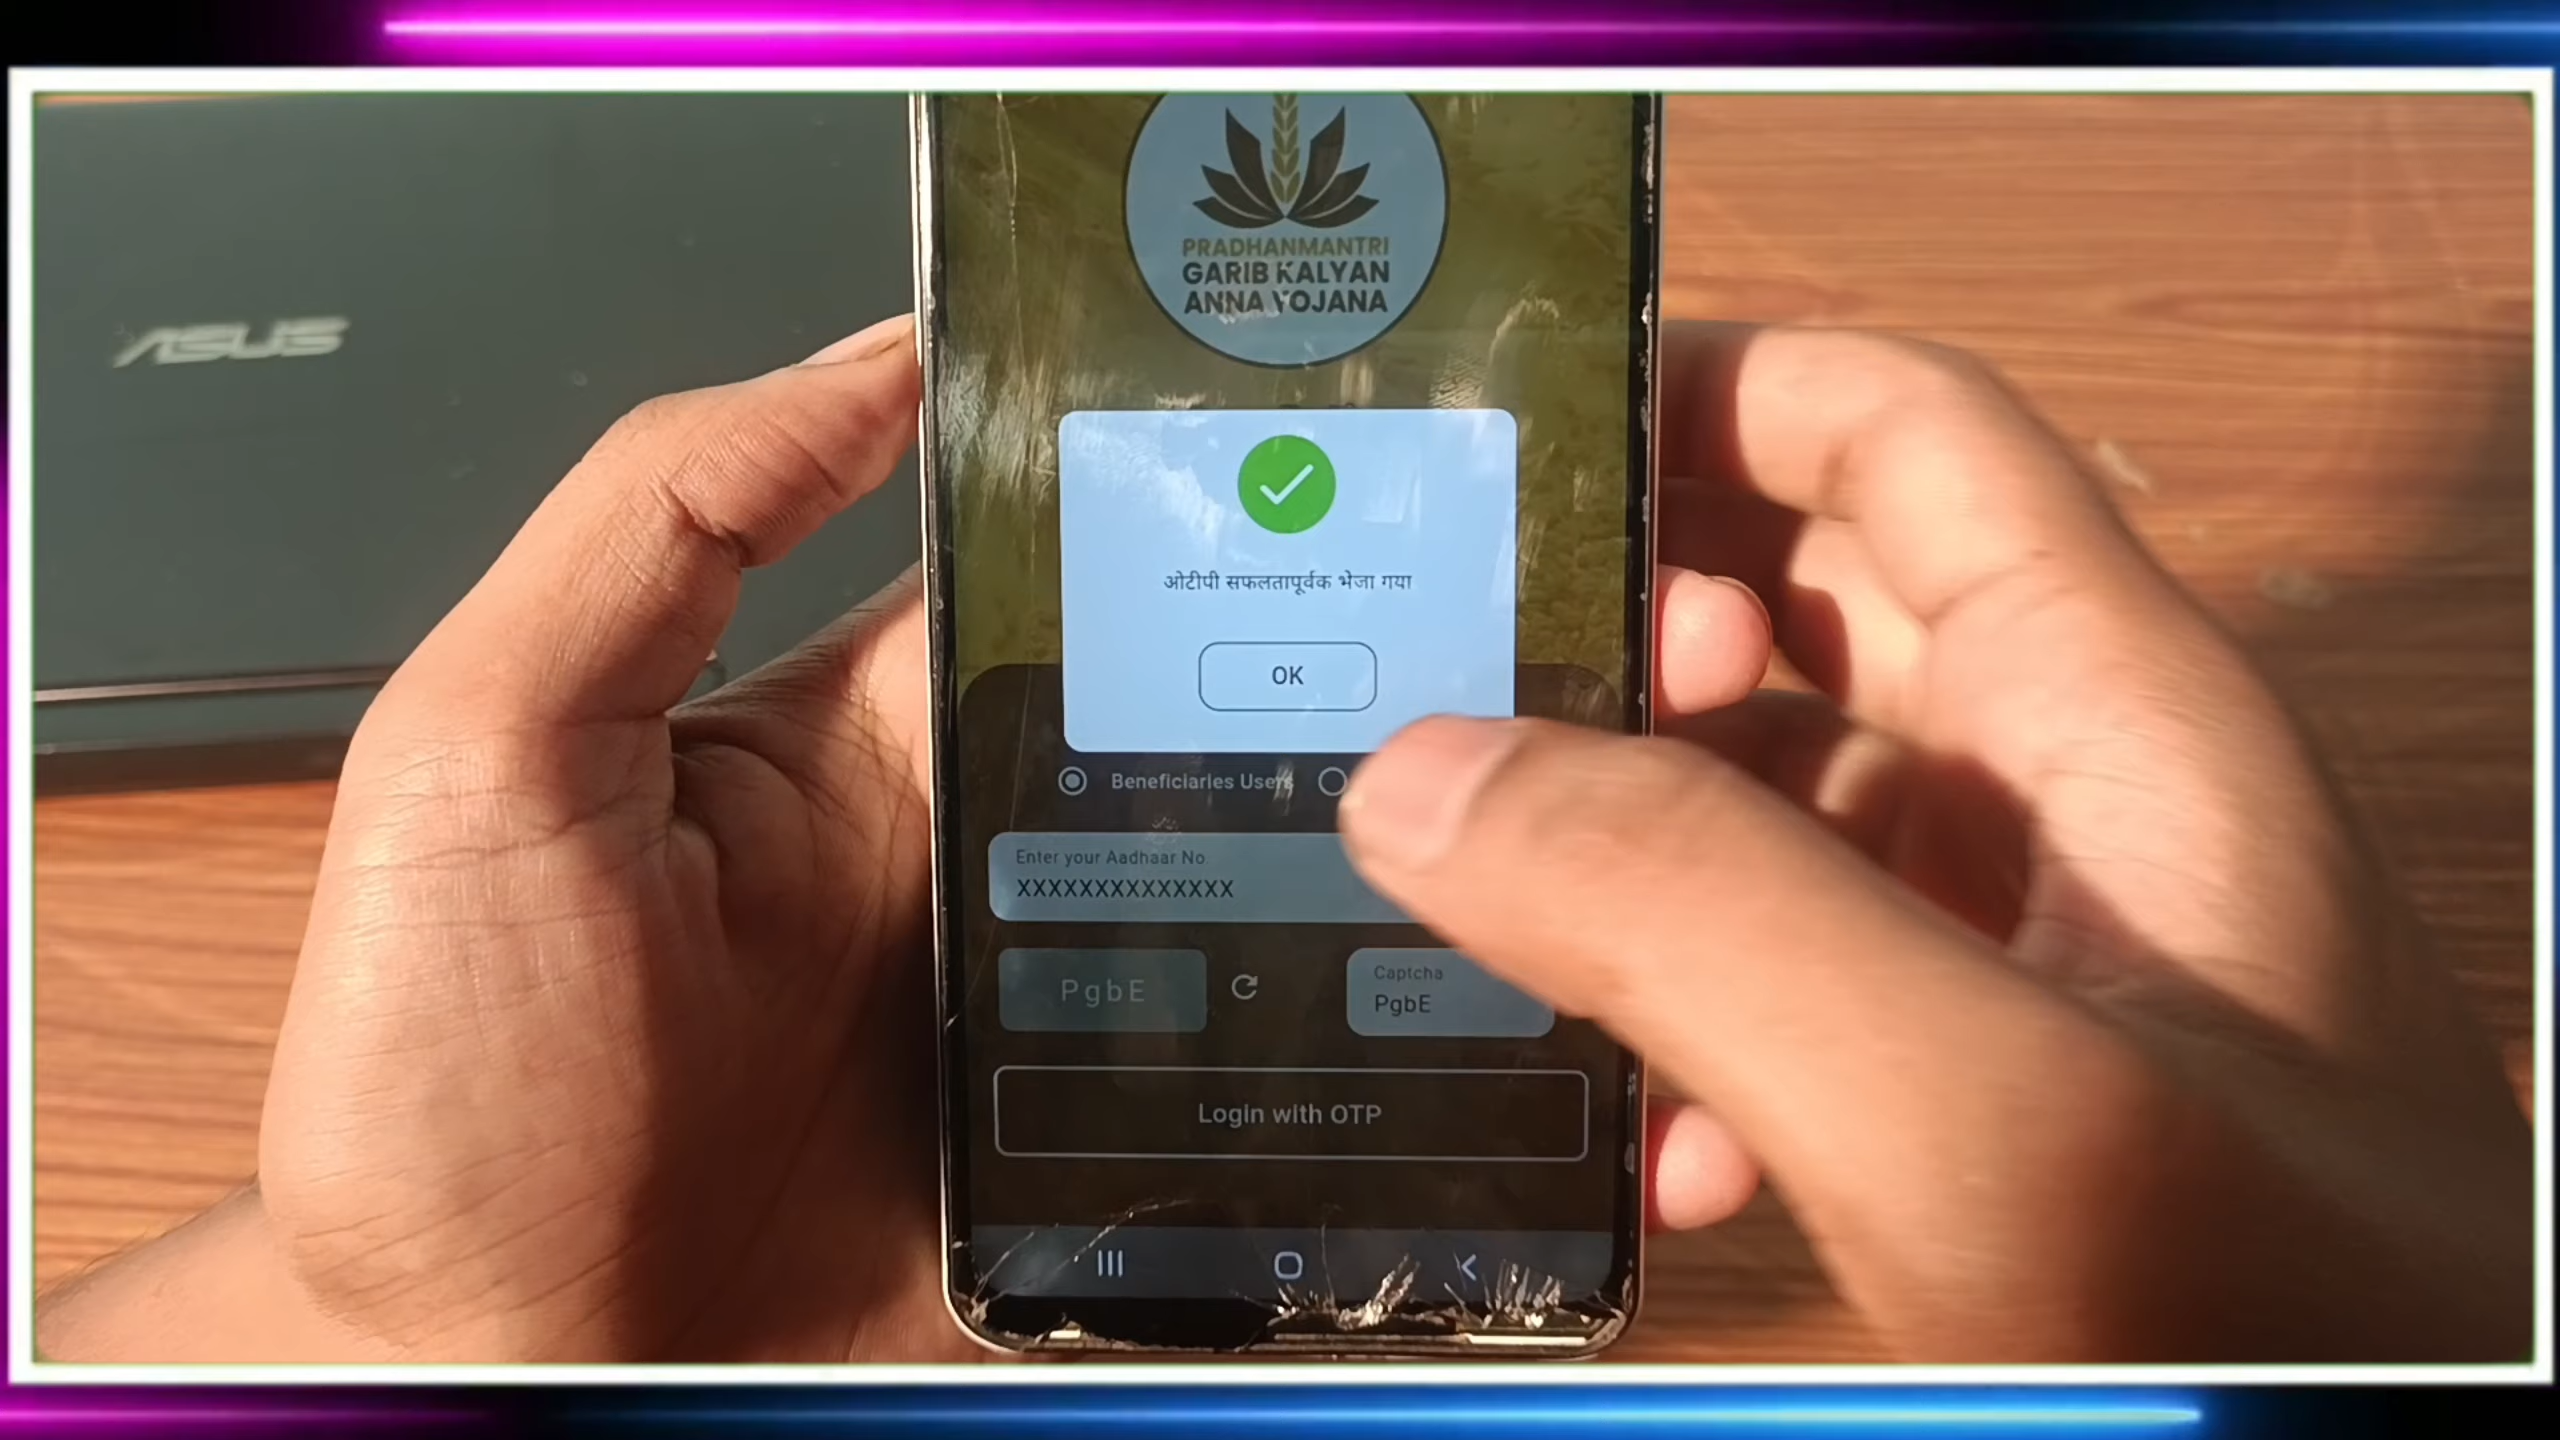 ASUS
PRADHANMANTRI
GARIB KALYAN
ANNA YOJANA
ओटीपी सफलतापूर्वक भेजा गया
OK
Beneficiaries Users
Enter your Aadhaar No.
XXXXXXXXXXXXXX
PgbE
Captcha
PgbE
Login with OTP